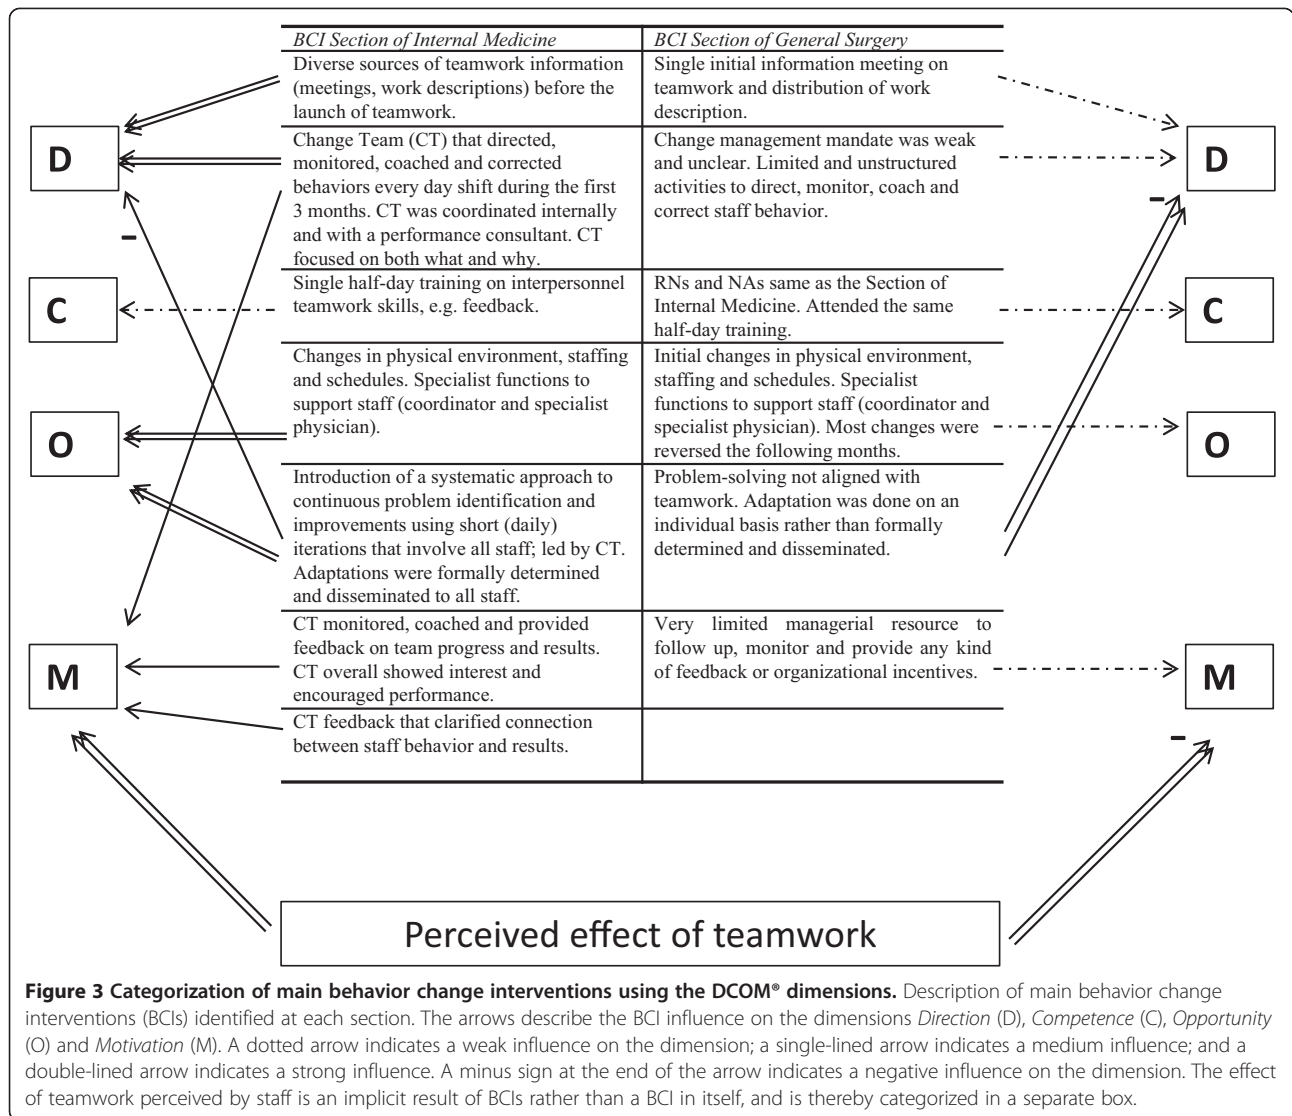 BCI Section of Internal Medicine
BCI Section of General Surgery
Diverse sources of teamwork information
(meetings, work descriptions) before the
launch of teamwork.
Single initial information meeting on
teamwork and distribution of work
description.
D
Change Team (CT) that directed,
monitored, coached and corrected
behaviors every day shift during the first
3 months. CT was coordinated internally
and with a performance consultant. CT
focused on both what and why.
Change management mandate was weak
and unclear. Limited and unstructured
activities to direct, monitor, coach and
correct staff behavior.
D
–
–
C
Single half-day training on interpersonnel
teamwork skills, e.g. feedback.
RNs and NAs same as the Section of
Internal Medicine. Attended the same
half-day training.
C
O
Changes in physical environment, staffing
and schedules. Specialist functions to
support staff (coordinator and specialist
physician).
Initial changes in physical environment,
staffing and schedules. Specialist
functions to support staff (coordinator and
specialist physician). Most changes were
reversed the following months.
O
Introduction of a systematic approach to
continuous problem identification and
improvements using short (daily)
iterations that involve all staff; led by CT.
Adaptations were formally determined
and disseminated to all staff.
Problem-solving not aligned with
teamwork. Adaptation was done on an
individual basis rather than formally
determined and disseminated.
M
CT monitored, coached and provided
feedback on team progress and results.
CT overall showed interest and
encouraged performance.
Very limited managerial resource to
follow up, monitor and provide any kind
of feedback or organizational incentives.
M
CT feedback that clarified connection
between staff behavior and results.
–
Perceived effect of teamwork
Figure 3 Categorization of main behavior change interventions using the DCOM® dimensions. Description of main behavior change
interventions (BCIs) identified at each section. The arrows describe the BCI influence on the dimensions Direction (D), Competence (C), Opportunity
(O) and Motivation (M). A dotted arrow indicates a weak influence on the dimension; a single-lined arrow indicates a medium influence; and a
double-lined arrow indicates a strong influence. A minus sign at the end of the arrow indicates a negative influence on the dimension. The effect
of teamwork perceived by staff is an implicit result of BCIs rather than a BCI in itself, and is thereby categorized in a separate box.